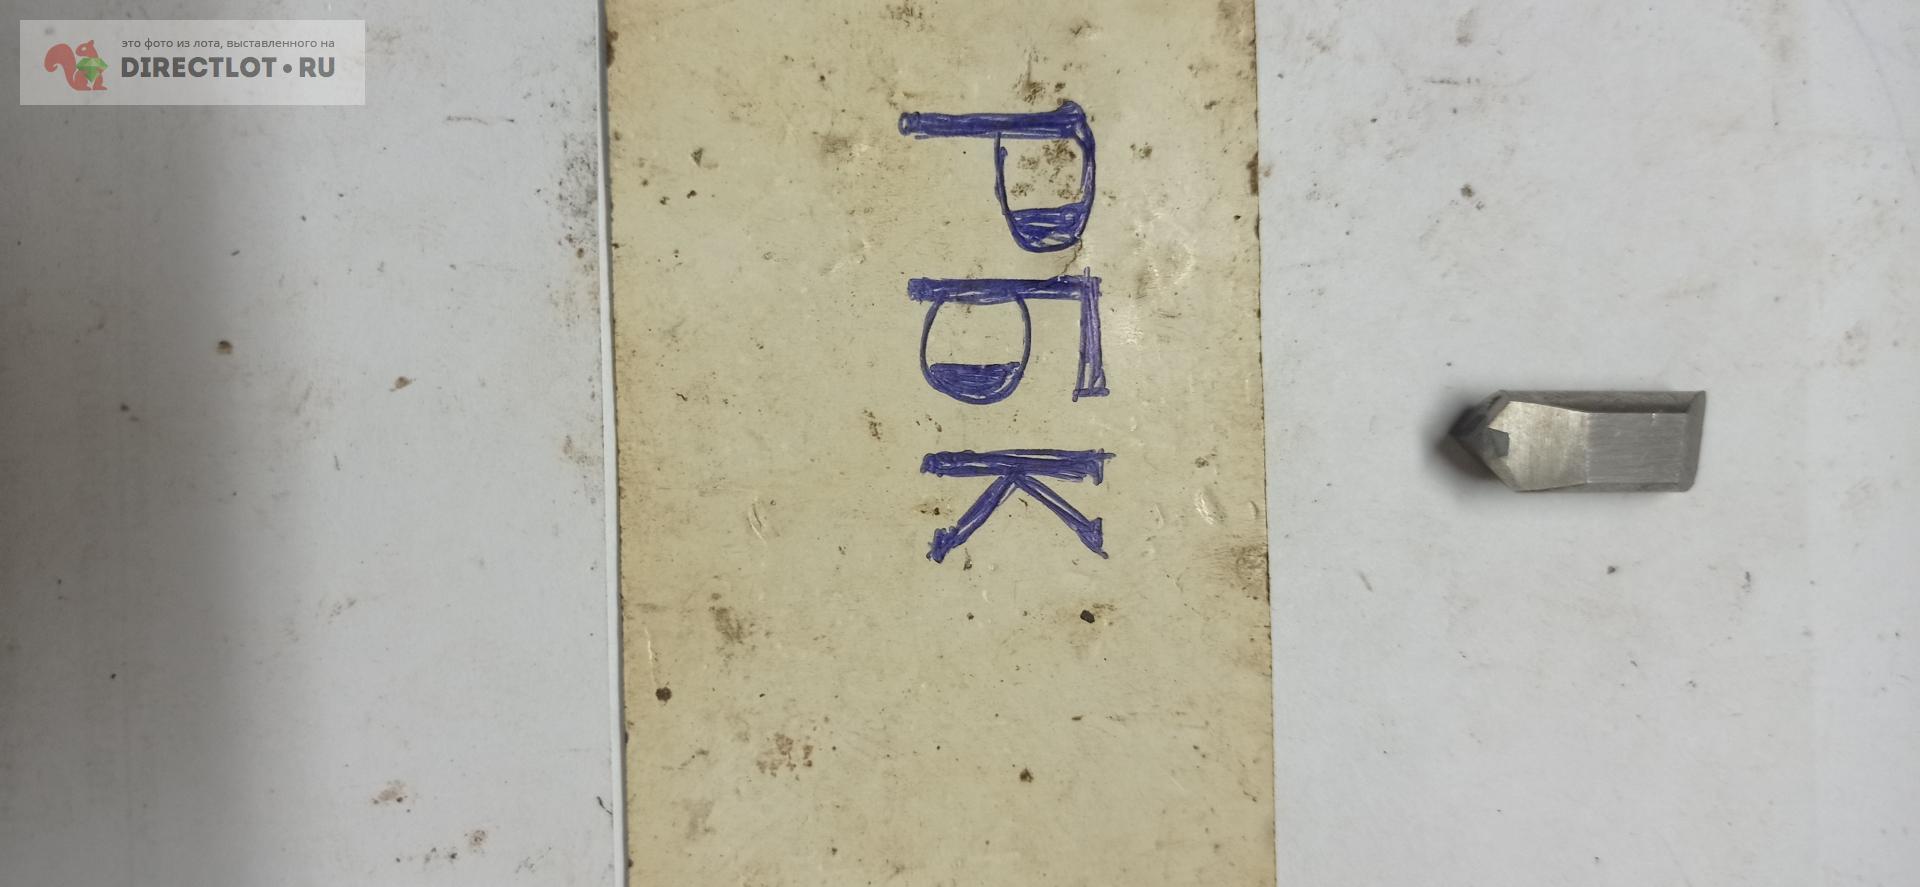 это фото из лота, выставленного на
DIRECTLOT•RU
РБК